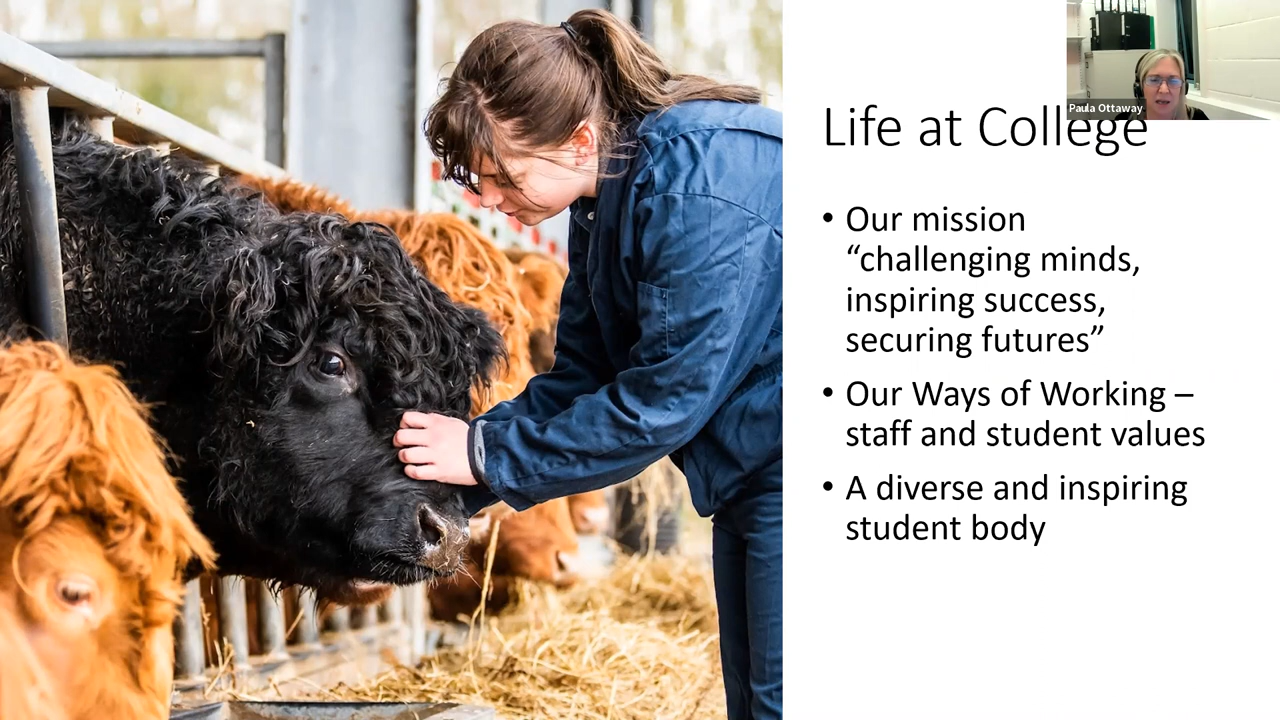 Paula Ottaway
Life at College
• Our mission
“challenging minds,
inspiring success,
securing futures”
• Our Ways of Working –
staff and student values
• A diverse and inspiring
student body